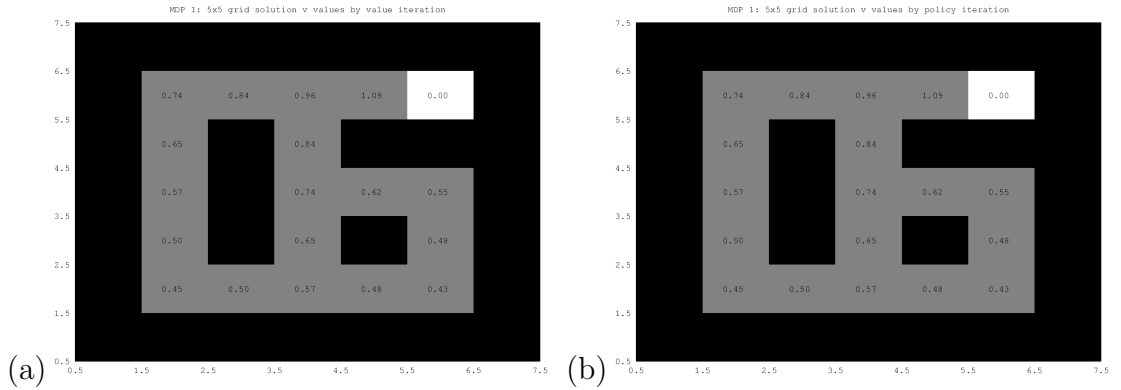 MDP 1: 5x5 grid solution v values by value iteration
7.5
6.5
0.74 0.84 0.96 1.09 0.00
5.5
0.65 0.84
4.5
0.57 0.74 0.62 0.55
3.5
0.50 0.65 0.48
2.5
0.45 0.50 0.57 0.48 0.43
1.5
0.5
0.5 1.5 2.5 3.5 4.5 5.5 6.5 7.5
(a)
MDP 1: 5x5 grid solution v values by policy iteration
7.5
6.5
0.74 0.84 0.96 1.09 0.00
5.5
0.65 0.84
4.5
0.57 0.74 0.62 0.55
3.5
0.50 0.65 0.48
2.5
0.45 0.50 0.57 0.48 0.43
1.5
0.5
0.5 1.5 2.5 3.5 4.5 5.5 6.5 7.5
(b)